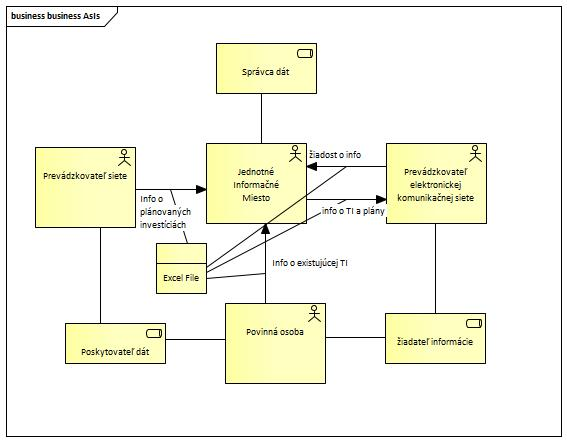 business business AsIs
Správca dát
Prevádzkovateľ siete
Jednotné
Informačné
Miesto
žiadost o info
Prevádzkovateľ
elektronickej
komunikačnej siete
Info o
plánovaných
investíciách
info o TI a plány
Excel File
Info o existujúcej TI
Povinná osoba
Poskytovateľ dát
žiadateľ informácie